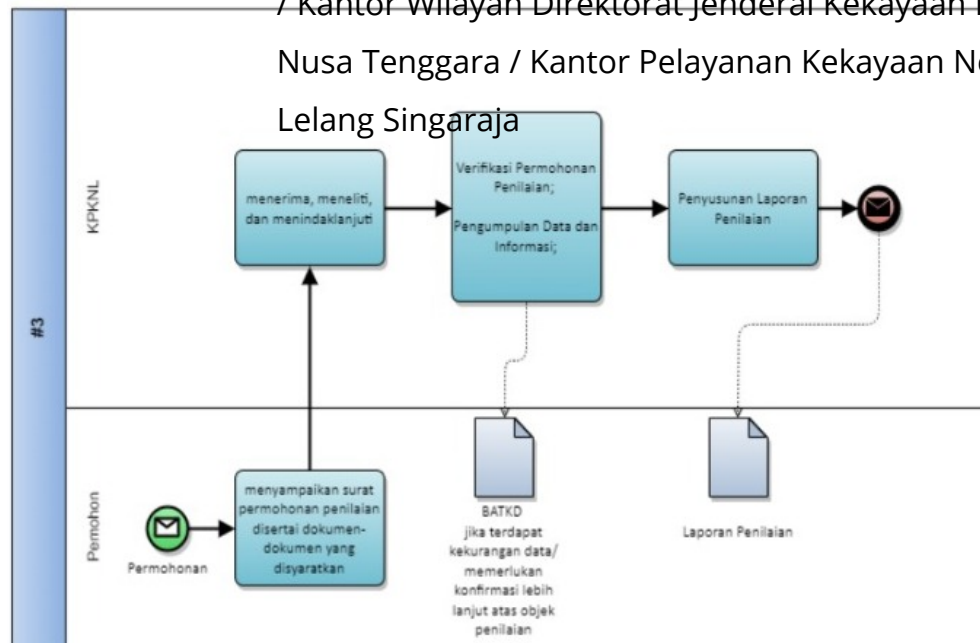 / Kantor Wilayah Direktorat Jenderal Kekayaan
Nusa Tenggara / Kantor Pelayanan Kekayaan
Lelang Singaraja
#3
KPKNL
menerima, meneliti,
dan menindaklanjuti
Verifikasi Permohonan
Penilaian;
Pengumpulan Data dan
Informasi;
Penyusunan Laporan
Penilaian
Pemohon
Permohonan
menyampaikan surat
permohonan penilaian
disertai dokumen-
dokumen yang
disyaratkan
BATKD
jika terdapat
kekurangan data/
memerlukan
konfirmasi lebih
lanjut atas objek
penilaian
Laporan Penilaian